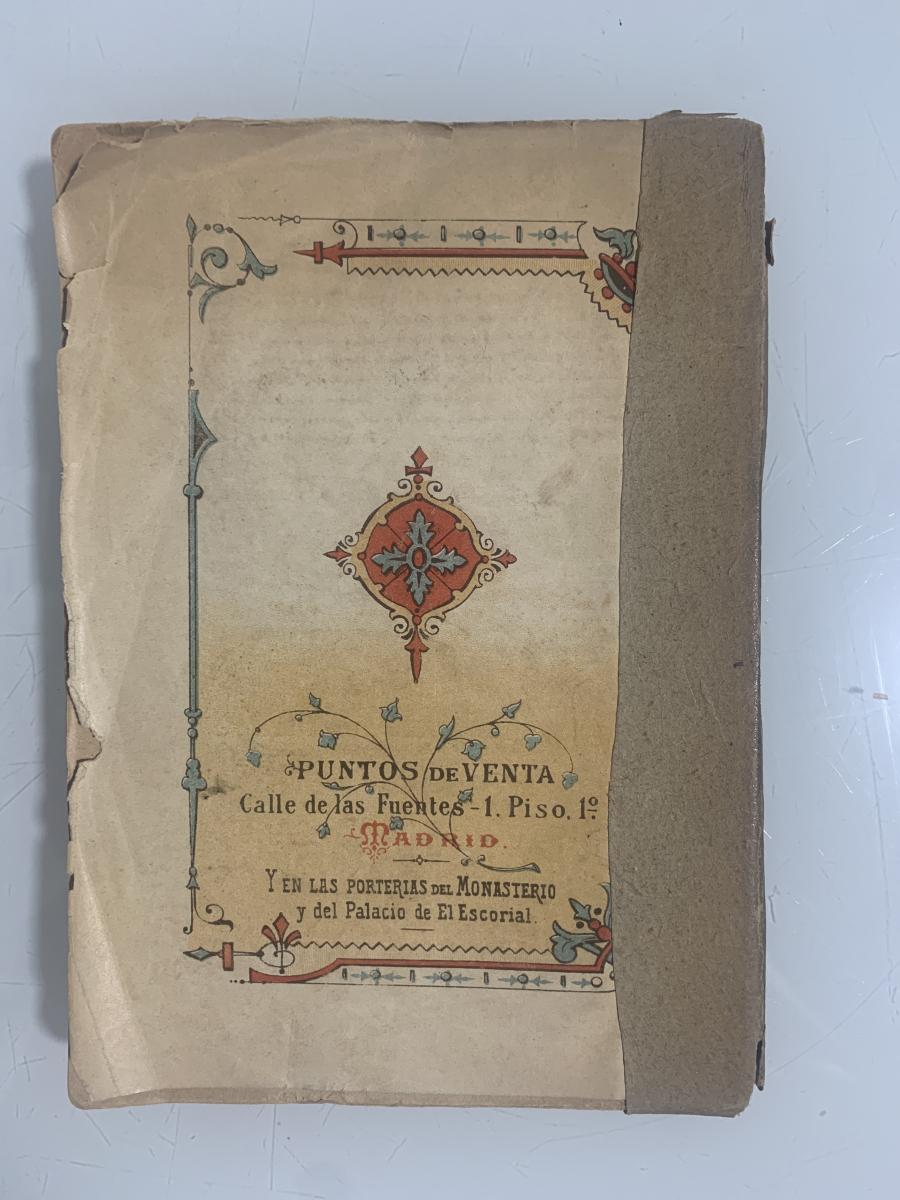 PUNTOS DE VENTA
Calle de las Fuentes-1. Piso, 1º
MADRID.
Y EN LAS PORTERIAS DEL MONASTERIO
y del Palacio de El Escorial.